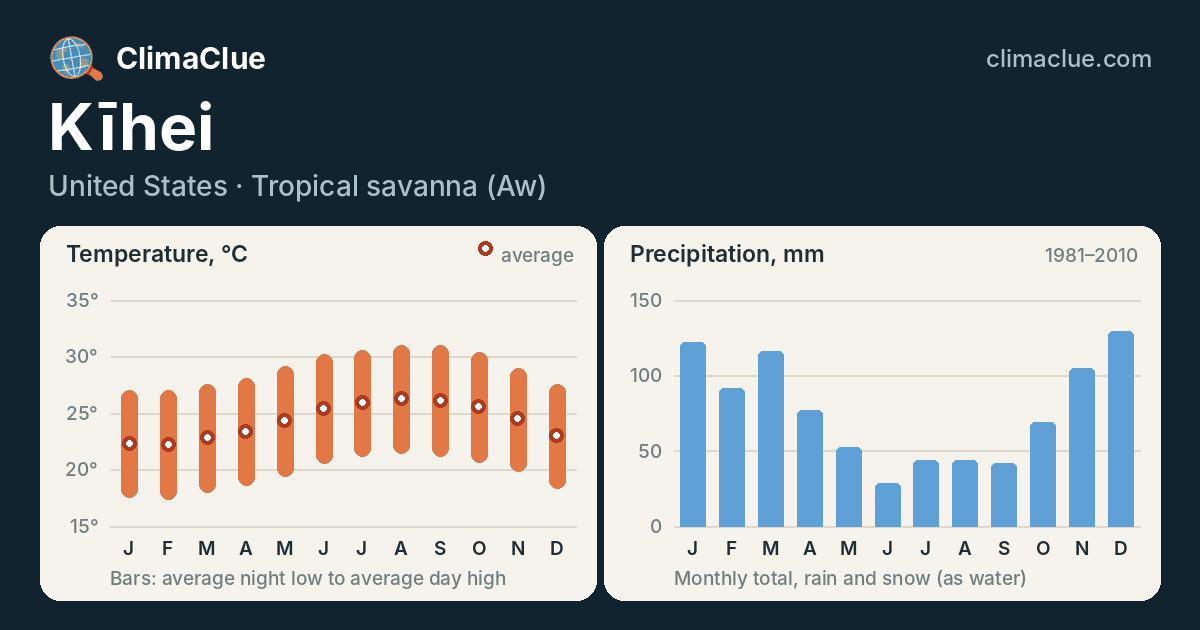 ClimaClue
climaclue.com
Kīhei
United States · Tropical savanna (Aw)
Temperature, °C
average
35°
30°
25°
20°
15°
J F M A M J J A S O N D
Bars: average night low to average day high
Precipitation, mm
1981–2010
150
100
50
0
J F M A M J J A S O N D
Monthly total, rain and snow (as water)